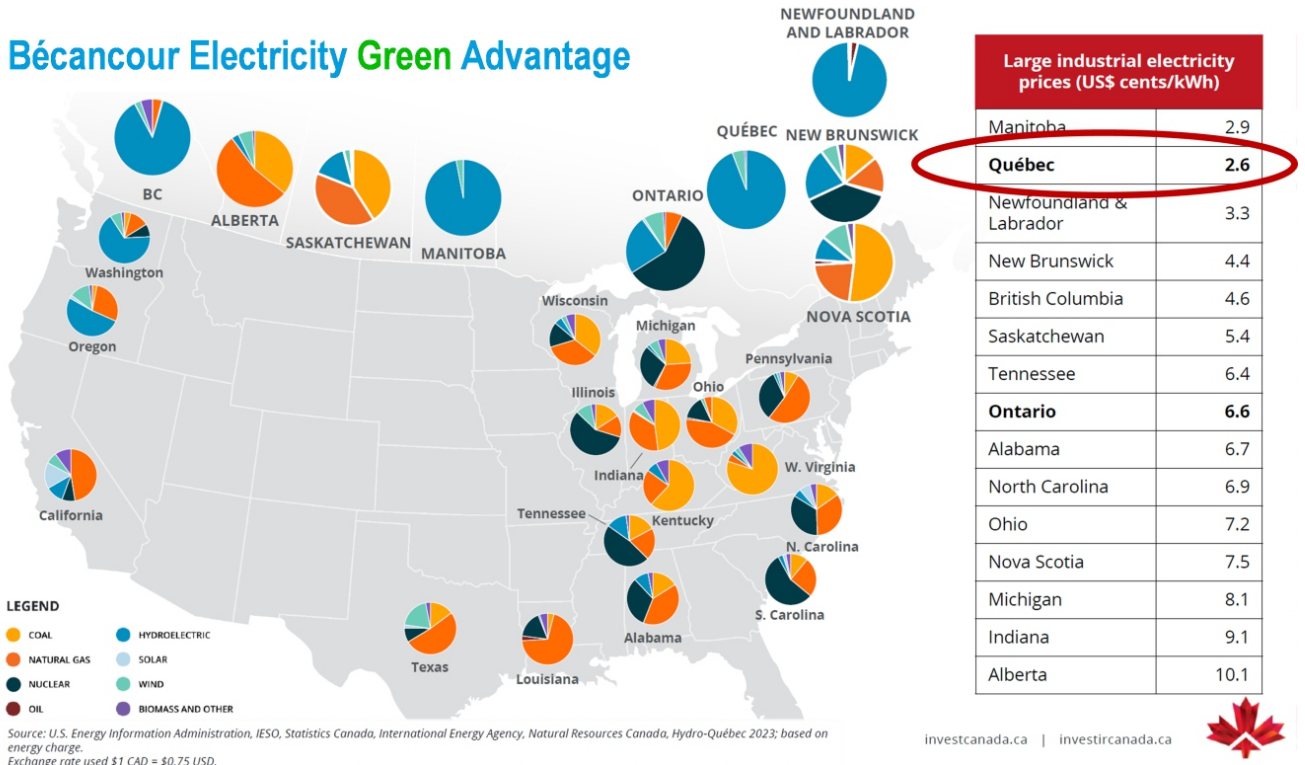 Bécancour Electricity Green Advantage
NEWFOUNDLAND
AND LABRADOR
QUÉBEC
NEW BRUNSWICK
BC
ALBERTA
SASKATCHEWAN
MANITOBA
ONTARIO
NOVA SCOTIA
Washington
Oregon
California
Wisconsin
Michigan
Pennsylvania
Illinois
Ohio
Indiana
W. Virginia
Tennessee
Kentucky
N. Carolina
S. Carolina
Alabama
Texas
Louisiana
LEGEND
COAL
HYDROELECTRIC
NATURAL GAS
SOLAR
NUCLEAR
WIND
OIL
BIOMASS AND OTHER
Source: U.S. Energy Information Administration, IESO, Statistics Canada, International Energy Agency, Natural Resources Canada, Hydro-Québec 2023; based on
energy charge.
Exchange rate used $1 CAD = $0.75 USD.
Large industrial electricity
prices (US$ cents/kWh)
Manitoba 2.9
Québec 2.6
Newfoundland &
Labrador 3.3
New Brunswick 4.4
British Columbia 4.6
Saskatchewan 5.4
Tennessee 6.4
Ontario 6.6
Alabama 6.7
North Carolina 6.9
Ohio 7.2
Nova Scotia 7.5
Michigan 8.1
Indiana 9.1
Alberta 10.1
investcanada.ca | investircanada.ca